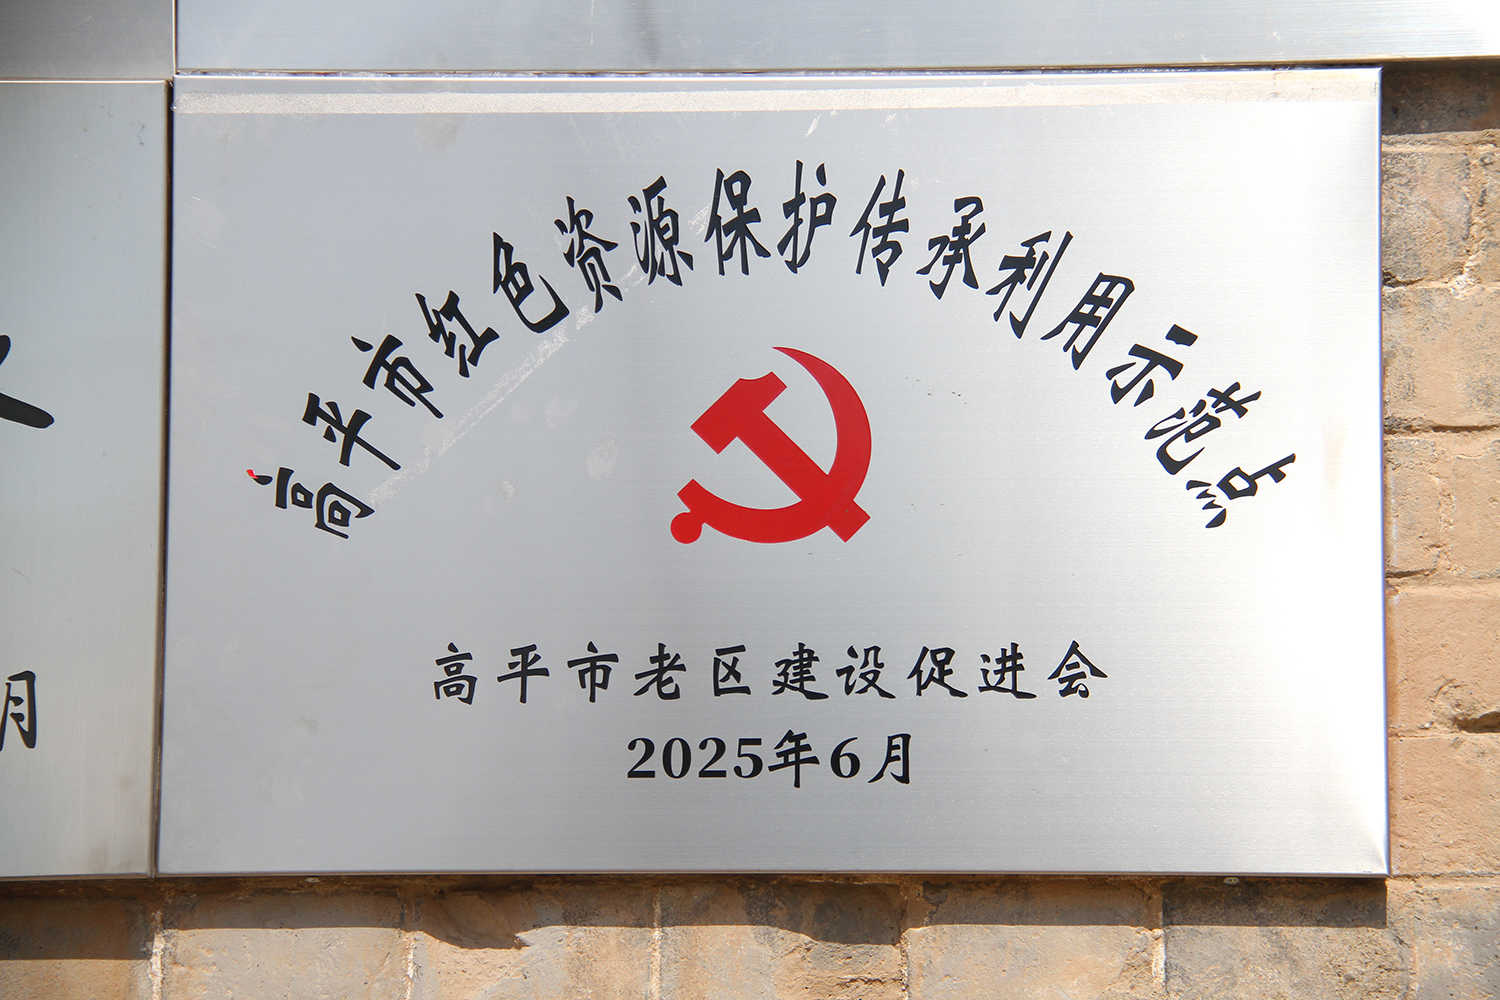 高平市红色资源保护传承利用示范点
高平市老区建设促进会
2025年6月
月